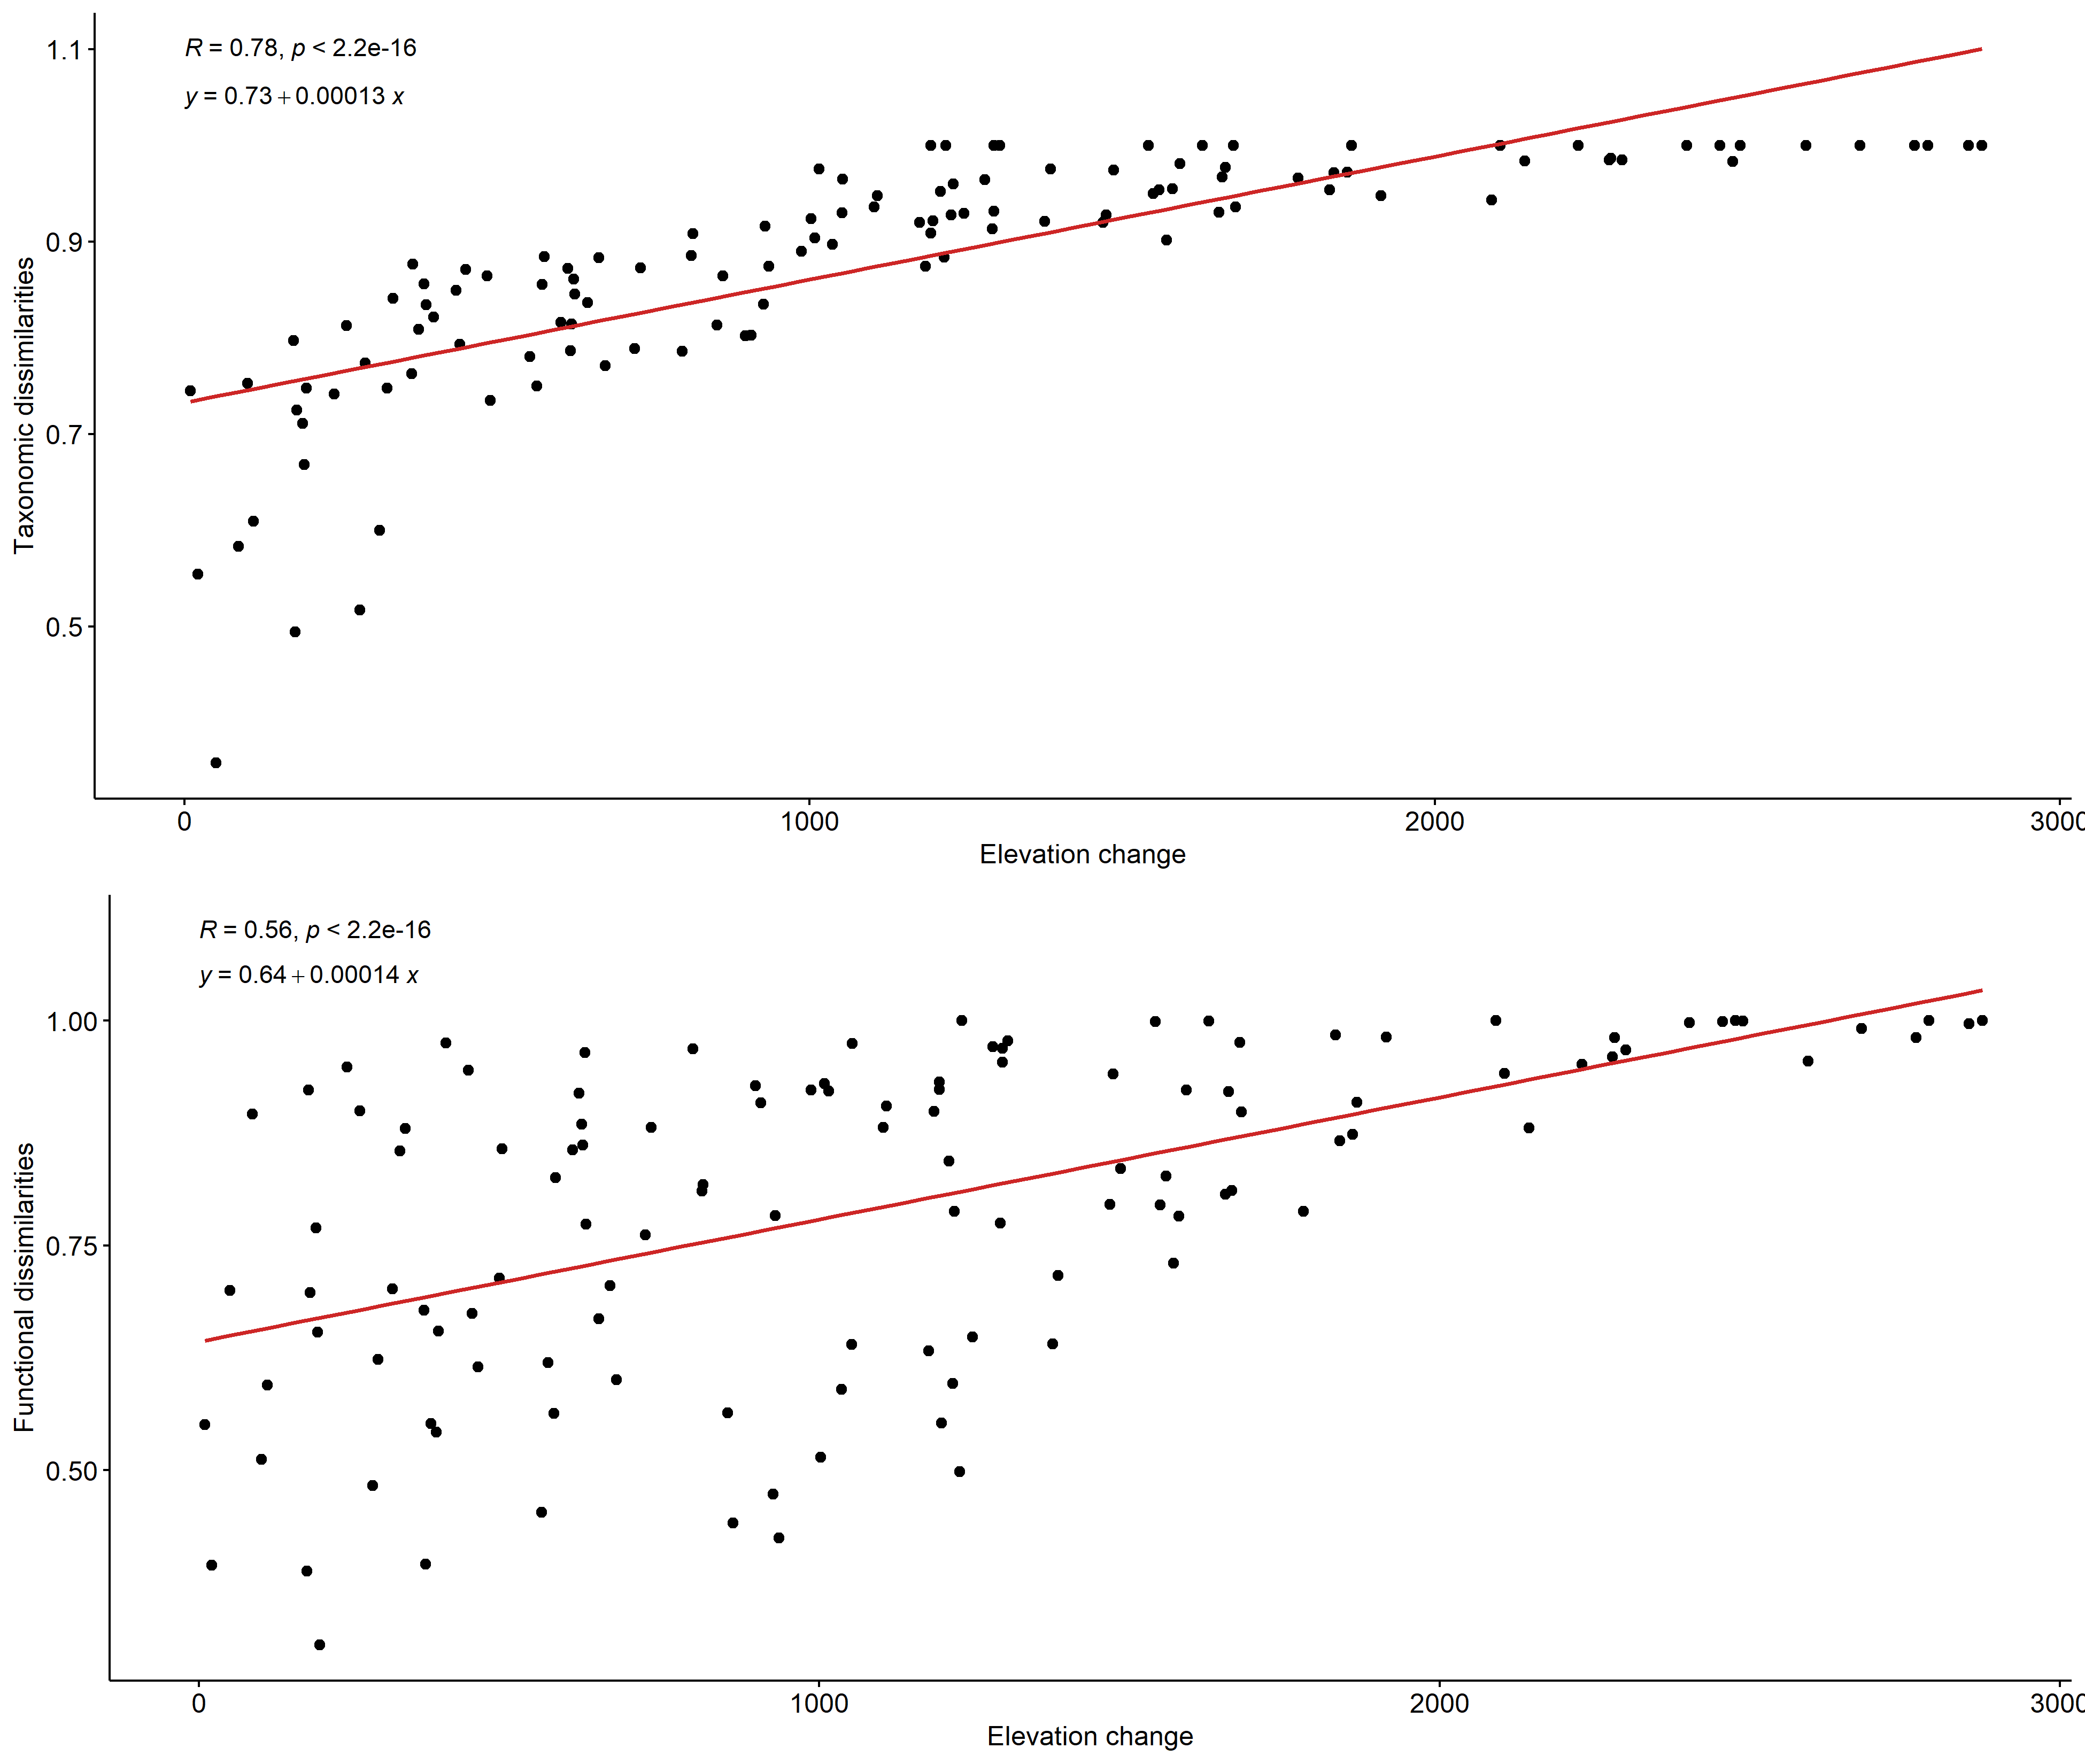 R = 0.78, p < 2.2e-16
y = 0.73 + 0.00013 x
1.1
0.9
0.7
0.5
Taxonomic dissimilarities
0 1000 2000 3000
Elevation change
R = 0.56, p < 2.2e-16
y = 0.64 + 0.00014 x
1.00
0.75
0.50
Functional dissimilarities
0 1000 2000 3000
Elevation change